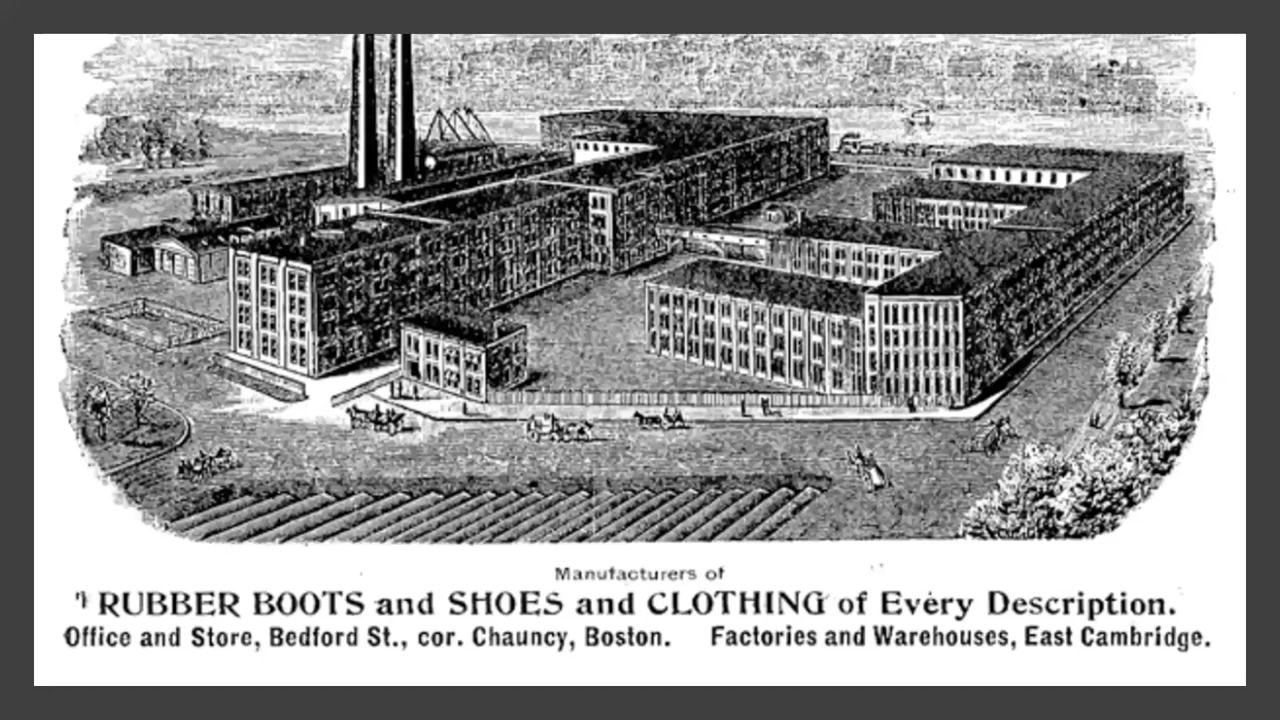 Manufacturers of
RUBBER BOOTS and SHOES and CLOTHING of Every Description.
Office and Store, Bedford St., cor. Chauncy, Boston. Factories and Warehouses, East Cambridge.